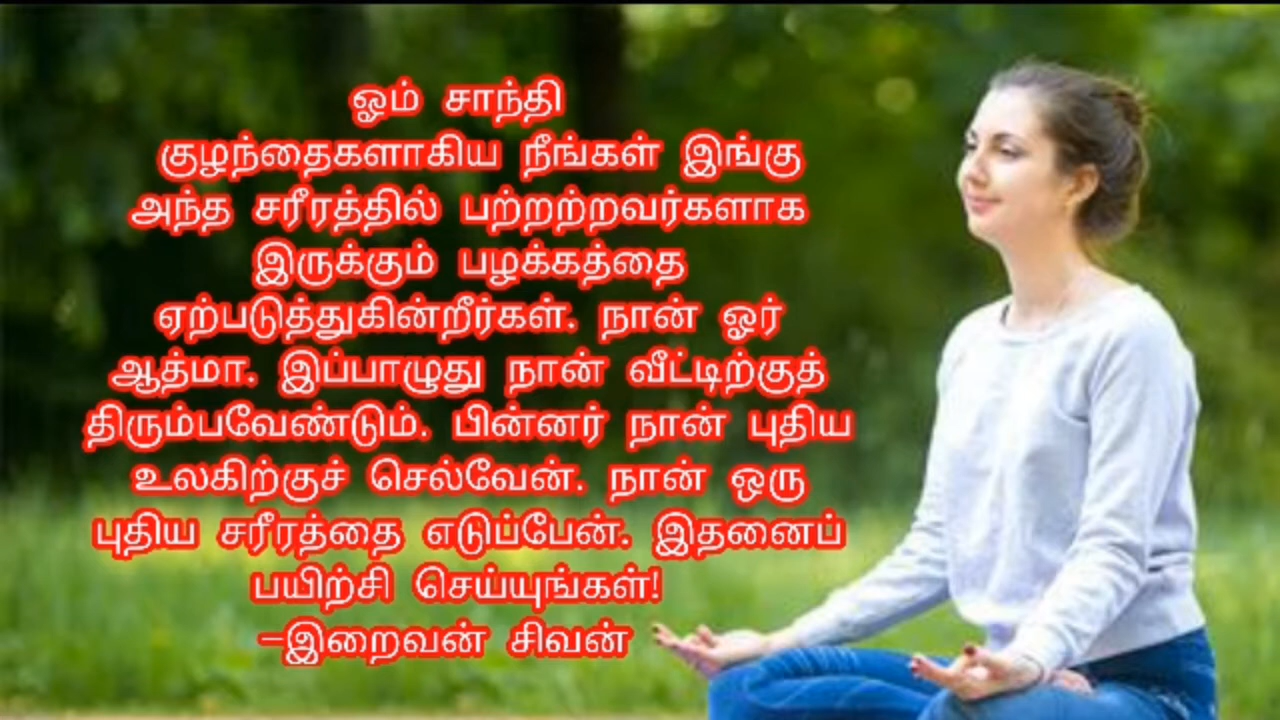 ஓம் சாந்தி
குழந்தைகளாகிய நீங்கள் இங்கு
அந்த சரீரத்தில் பற்றற்றவர்களாக
இருக்கும் பழக்கத்தை
ஏற்படுத்துகின்றீர்கள். நான் ஓர்
ஆத்மா. இப்பாழுது நான் வீட்டிற்குத்
திரும்பவேண்டும். பின்னர் நான் புதிய
உலகிற்குச் செல்வேன். நான் ஒரு
புதிய சரீரத்தை எடுப்பேன். இதனைப்
பயிற்சி செய்யுங்கள்!
-இறைவன் சிவன்